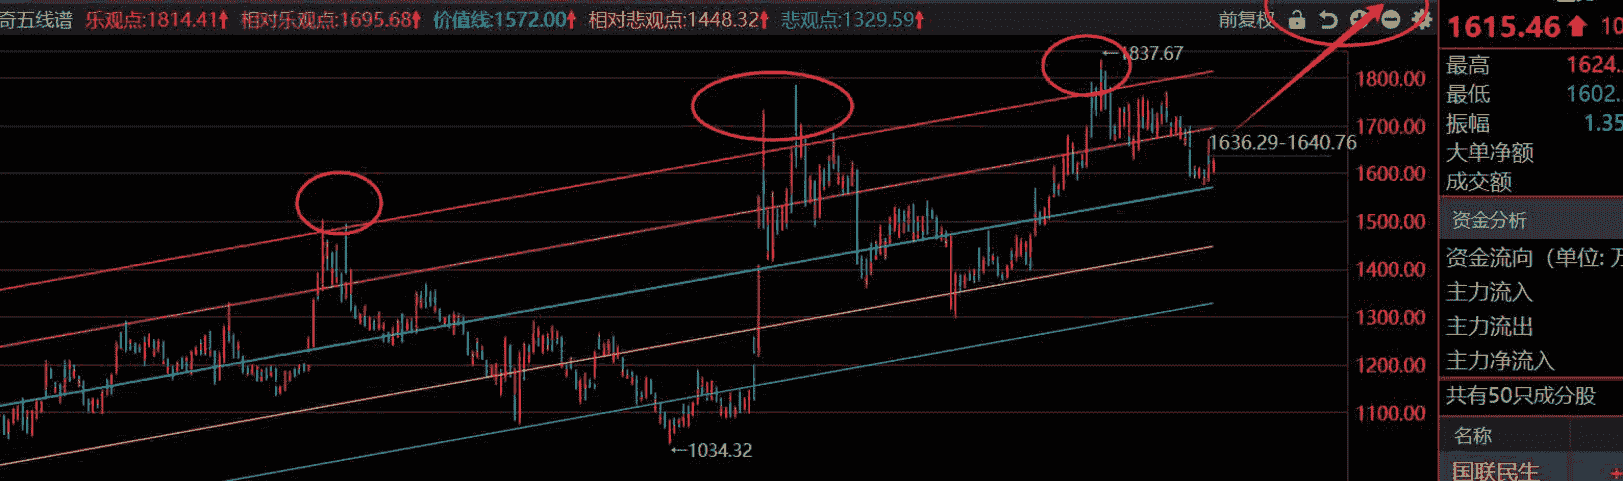 奇五线谱 乐观点:1814.41↑ 相对乐观点:1695.68↑ 价值线:1572.00↑ 相对悲观点:1448.32↑ 悲观点:1329.59↑ 前复权
←1837.67
1636.29-1640.76
←1034.32
1800.00
1700.00
1600.00
1500.00
1400.00
1300.00
1200.00
1100.00
1615.46↑ 10
最高 1624.
最低 1602.
振幅 1.35
大单净额
成交额
资金分析
资金流向（单位: 万
主力流入
主力流出
主力净流入
共有50只成分股
名称
国联民生